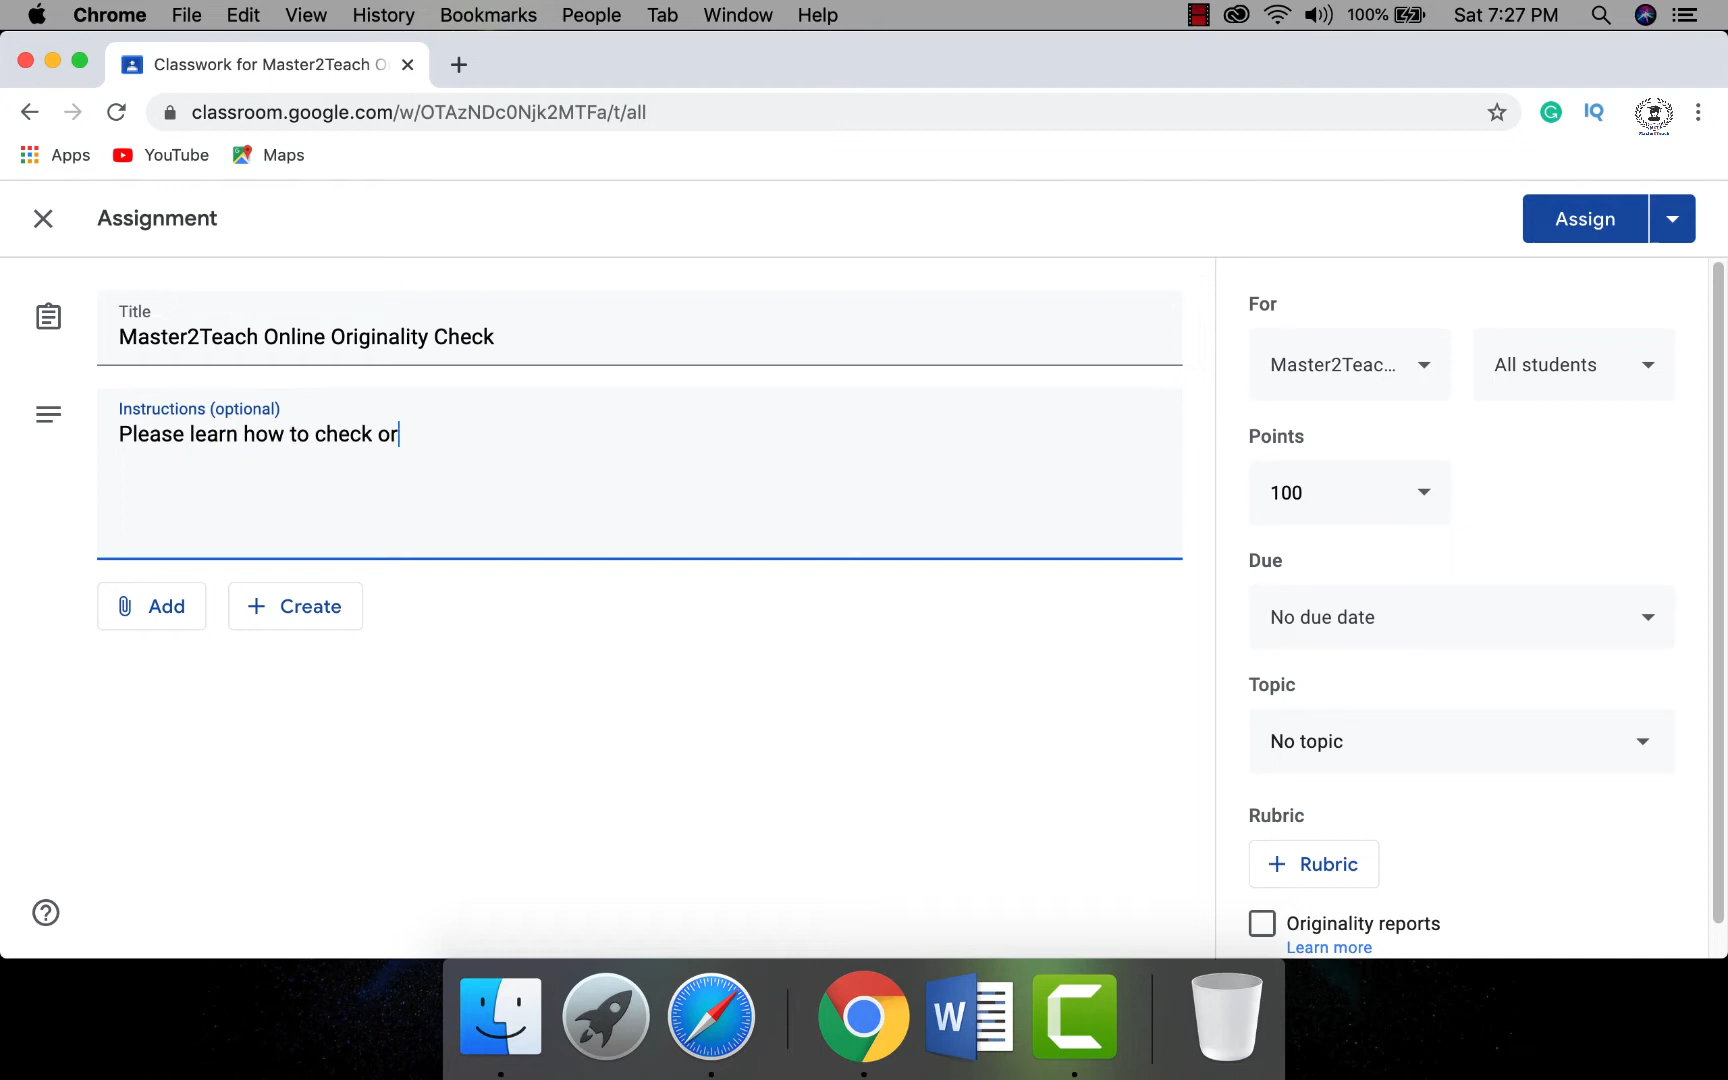 Chrome File Edit View History Bookmarks People Tab Window Help 100% Sat 7:27 PM
Classwork for Master2Teach O
classroom.google.com/w/OTAzNDc0Njk2MTFa/t/all
Apps YouTube Maps
Assignment
Assign
Title
Master2Teach Online Originality Check
Instructions (optional)
Please learn how to check or
Add Create
For
Master2Teac... All students
Points
100
Due
No due date
Topic
No topic
Rubric
Rubric
Originality reports
Learn more